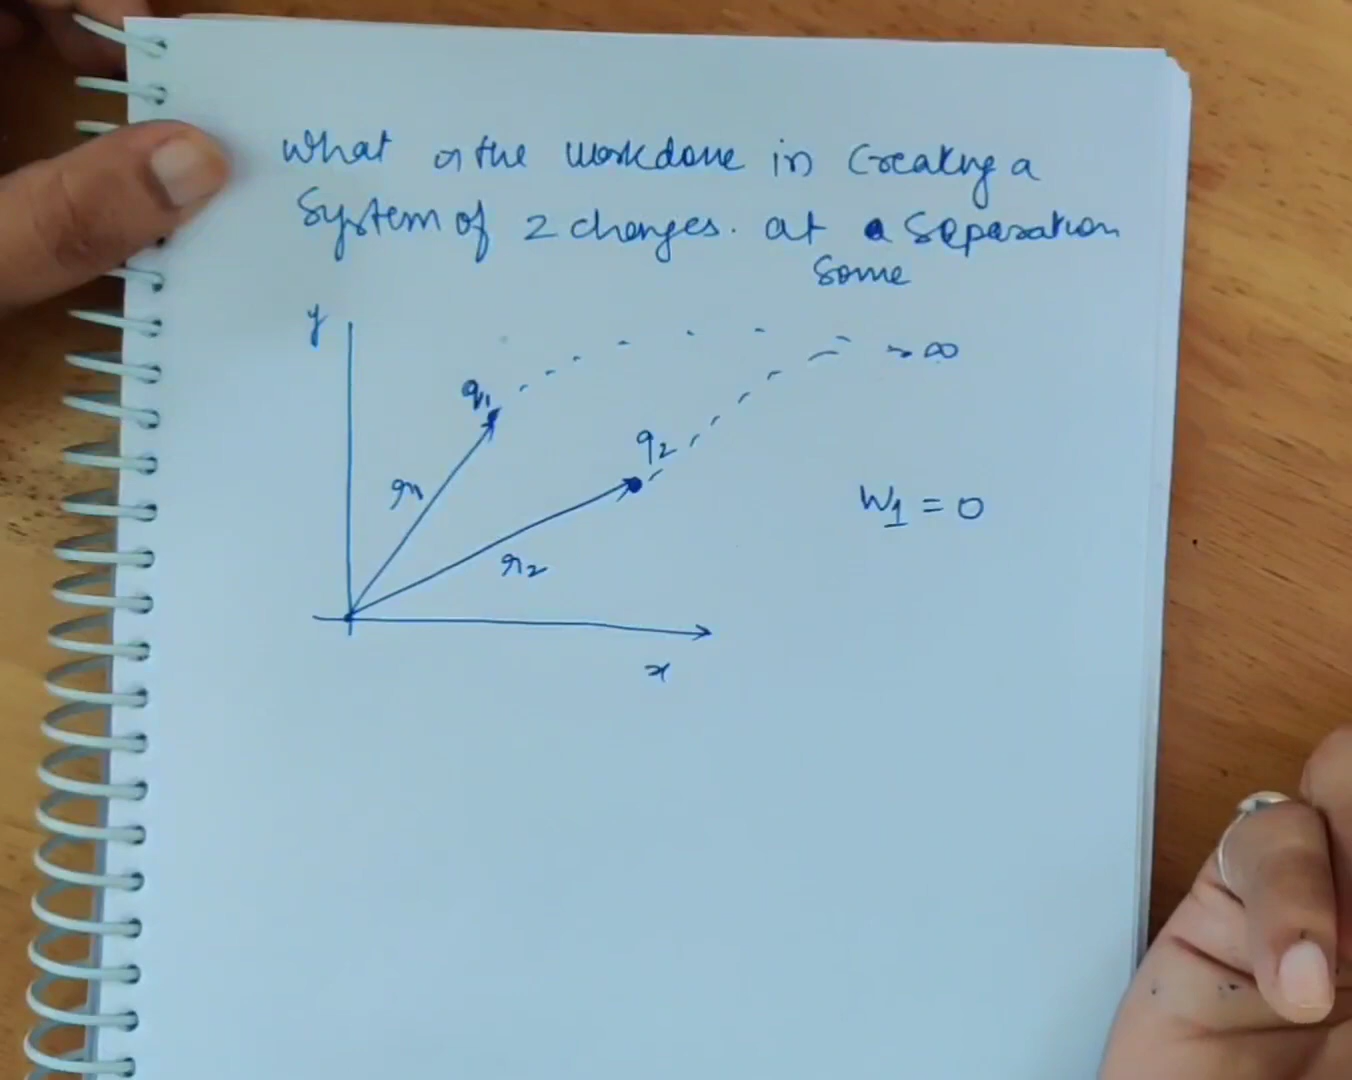 What is the workdone in Creating a
System of 2 charges. at a Separation
Some
y
q1
∞
q2
r1
W1 = 0
r2
x